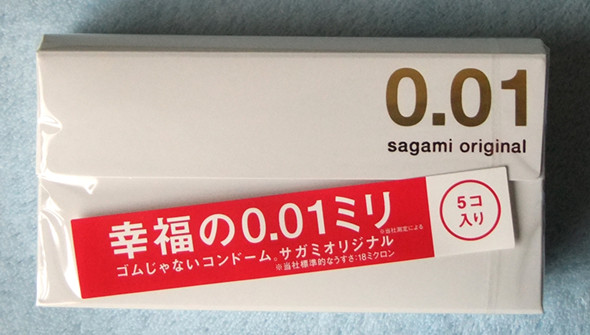 0.01
sagami original
幸福の0.01ミリ
※当社測定による
ゴムじゃないコンドーム。サガミオリジナル
※当社標準的なうすさ:18ミクロン
5コ
入り